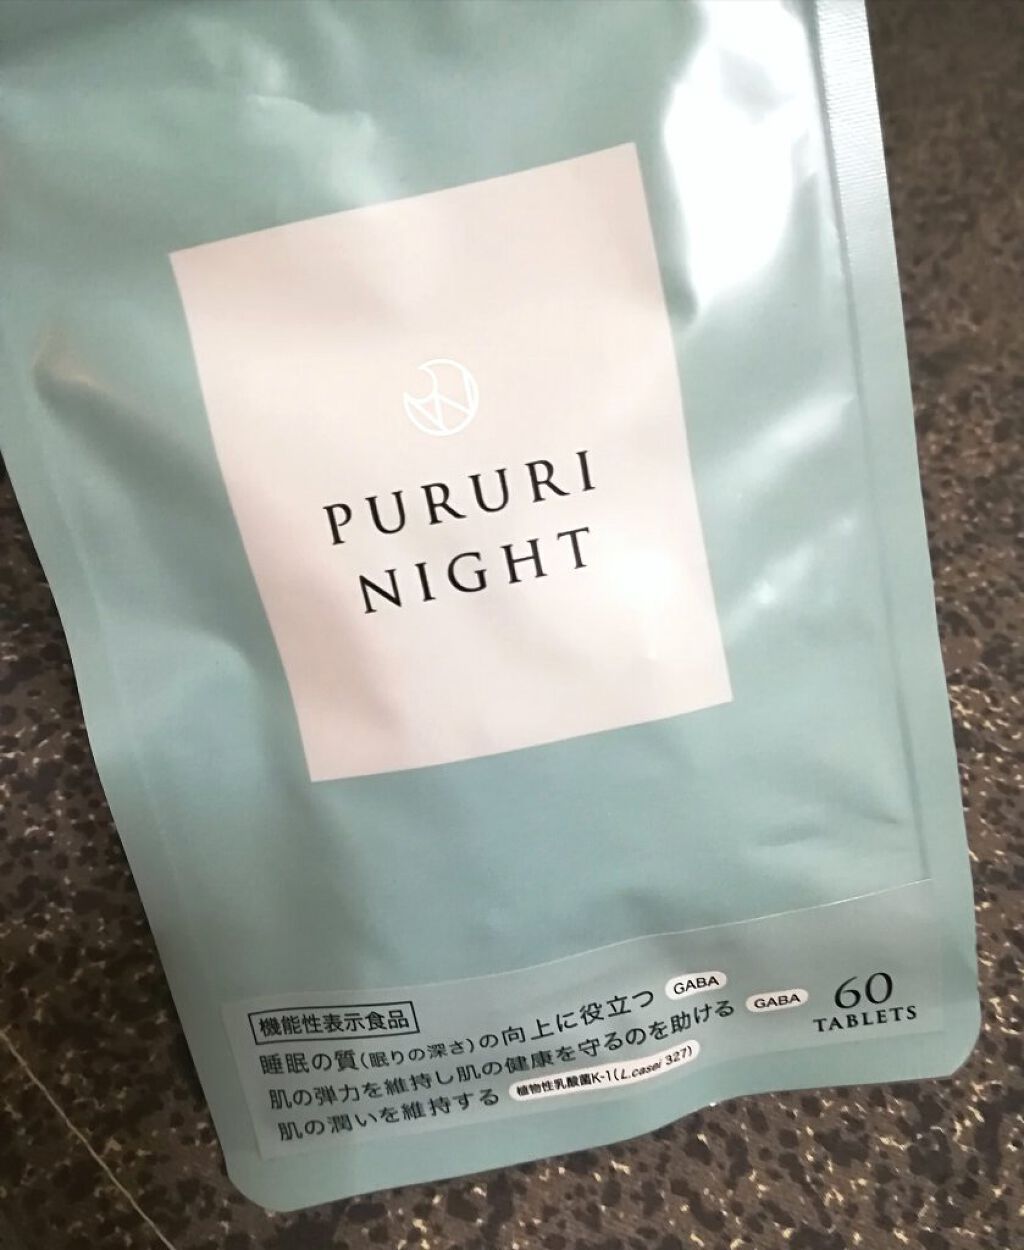 PURURI
NIGHT
機能性表示食品
睡眠の質(眠りの深さ)の向上に役立つ GABA
肌の弾力を維持し肌の健康を守るのを助ける GABA
肌の潤いを維持する 植物性乳酸菌K-1(L.casei 327)
60
TABLETS